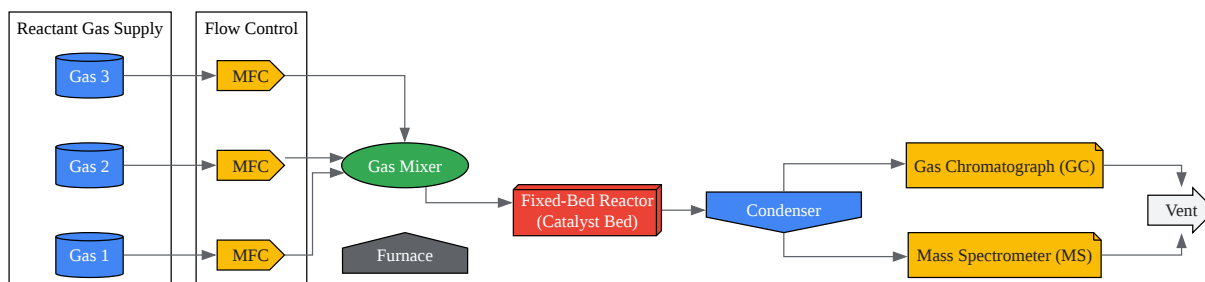 Reactant Gas Supply
Flow Control
Gas 3
MFC
Gas 2
MFC
Gas Mixer
Gas Chromatograph (GC)
Fixed-Bed Reactor
(Catalyst Bed)
Condenser
Vent
Gas 1
MFC
Furnace
Mass Spectrometer (MS)